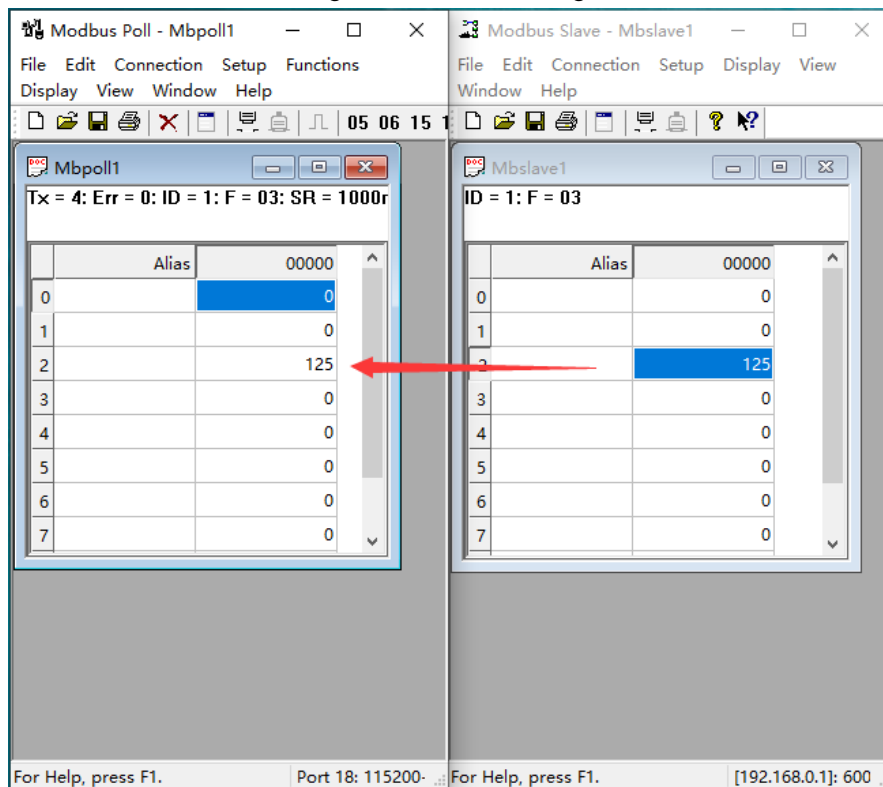 Modbus Poll - Mbpoll1
File Edit Connection Setup Functions
Display View Window Help
05 06 15 1
Mbpoll1
Tx = 4: Err = 0: ID = 1: F = 03: SR = 1000r
Alias 00000
0 0
1 0
2 125
3 0
4 0
5 0
6 0
7 0
For Help, press F1. Port 18: 115200-
Modbus Slave - Mbslave1
File Edit Connection Setup Display View
Window Help
Mbslave1
ID = 1: F = 03
Alias 00000
0 0
1 0
2 125
3 0
4 0
5 0
6 0
7 0
For Help, press F1. [192.168.0.1]: 600